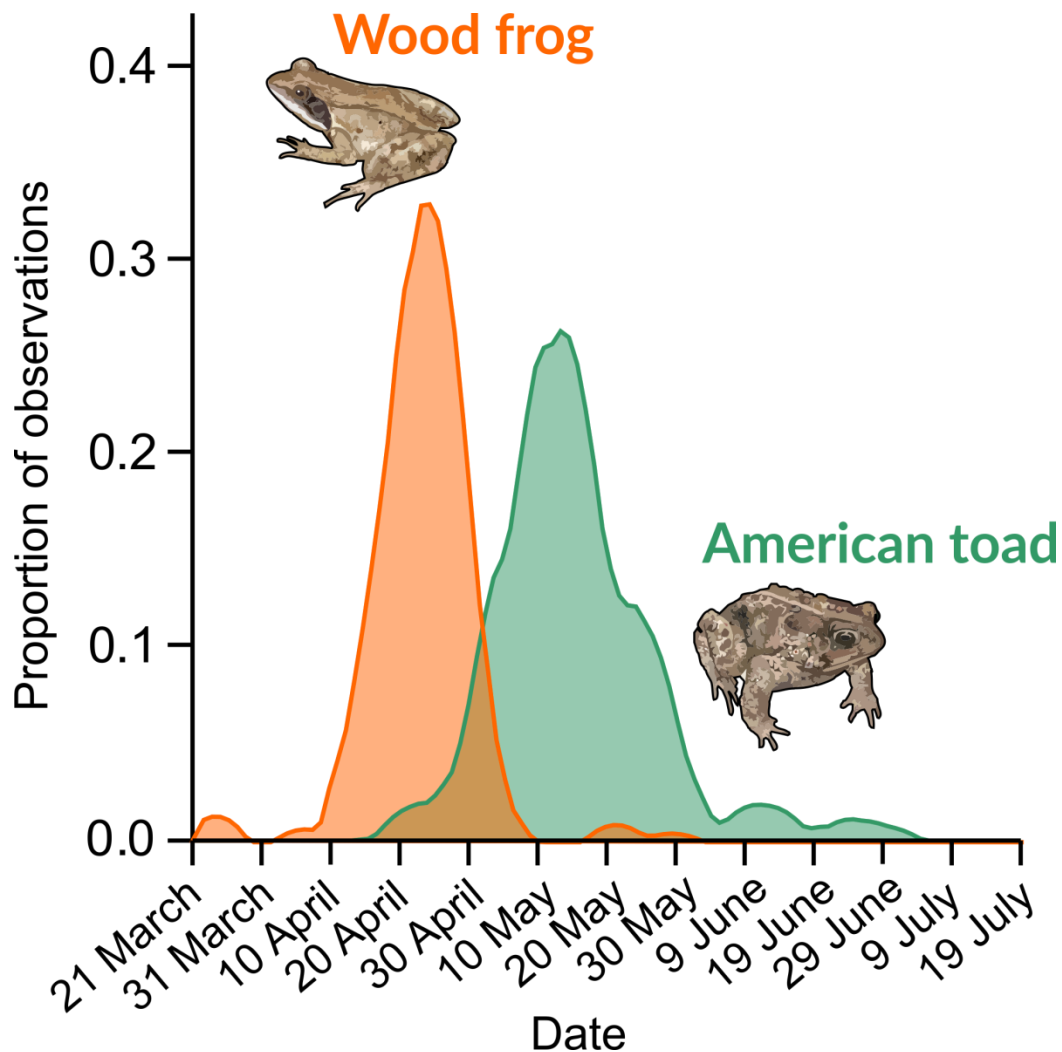 Wood frog
American toad
Proportion of observations
0.4
0.3
0.2
0.1
0.0
21 March
31 March
10 April
20 April
30 April
10 May
20 May
30 May
9 June
19 June
29 June
9 July
19 July
Date